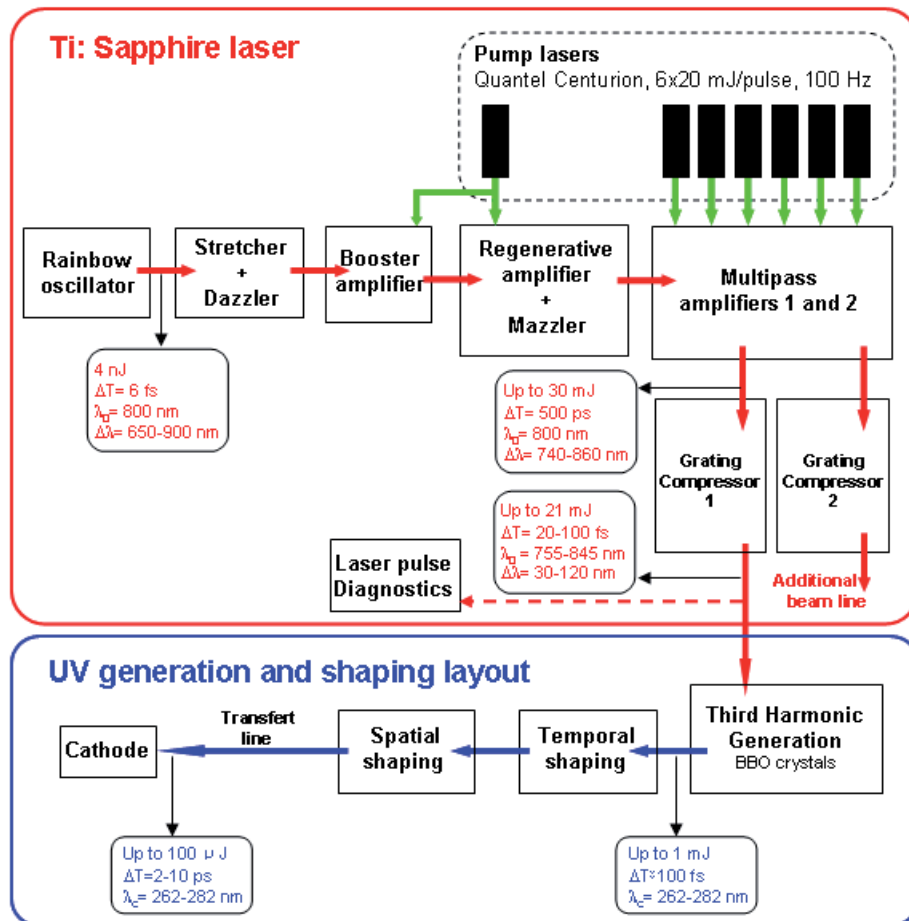 Ti: Sapphire laser
Pump lasers
Quantel Centurion, 6x20 mJ/pulse, 100 Hz
Rainbow
oscillator
Stretcher
+
Dazzler
Booster
amplifier
Regenerative
amplifier
+
Mazzler
Multipass
amplifiers 1 and 2
4 nJ
ΔT= 6 fs
λ□= 800 nm
Δλ= 650-900 nm
Up to 30 mJ
ΔT= 500 ps
λ□= 800 nm
Δλ= 740-860 nm
Grating
Compressor
1
Grating
Compressor
2
Up to 21 mJ
ΔT= 20-100 fs
λ□= 755-845 nm
Δλ= 30-120 nm
Laser pulse
Diagnostics
Additional
beam line
UV generation and shaping layout
Cathode
Transfert
line
Spatial
shaping
Temporal
shaping
Third Harmonic
Generation
BBO crystals
Up to 100 μJ
ΔT=2-10 ps
λc= 262-282 nm
Up to 1 mJ
ΔT~100 fs
λc= 262-282 nm